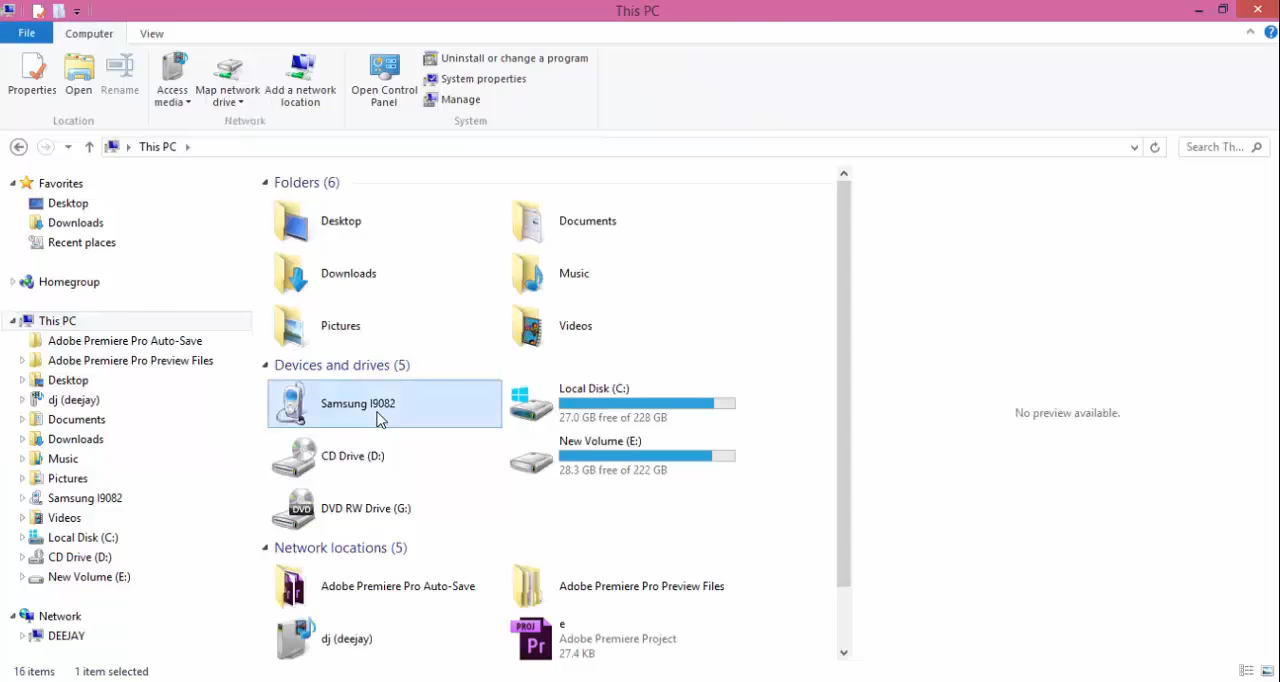 This PC
File
Computer
View
Properties
Open
Rename
Location
Access media
Map network drive
Add a network location
Network
Open Control Panel
Uninstall or change a program
System properties
Manage
System
This PC
Search Th...
Favorites
Desktop
Downloads
Recent places
Homegroup
This PC
Adobe Premiere Pro Auto-Save
Adobe Premiere Pro Preview Files
Desktop
dj (deejay)
Documents
Downloads
Music
Pictures
Samsung I9082
Videos
Local Disk (C:)
CD Drive (D:)
New Volume (E:)
Network
DEEJAY
Folders (6)
Desktop
Documents
Downloads
Music
Pictures
Videos
Devices and drives (5)
Samsung I9082
Local Disk (C:)
27.0 GB free of 228 GB
CD Drive (D:)
New Volume (E:)
28.3 GB free of 222 GB
DVD
DVD RW Drive (G:)
Network locations (5)
Adobe Premiere Pro Auto-Save
Adobe Premiere Pro Preview Files
dj (deejay)
PROJ
Pr
e
Adobe Premiere Project
27.4 KB
No preview available.
16 items
1 item selected